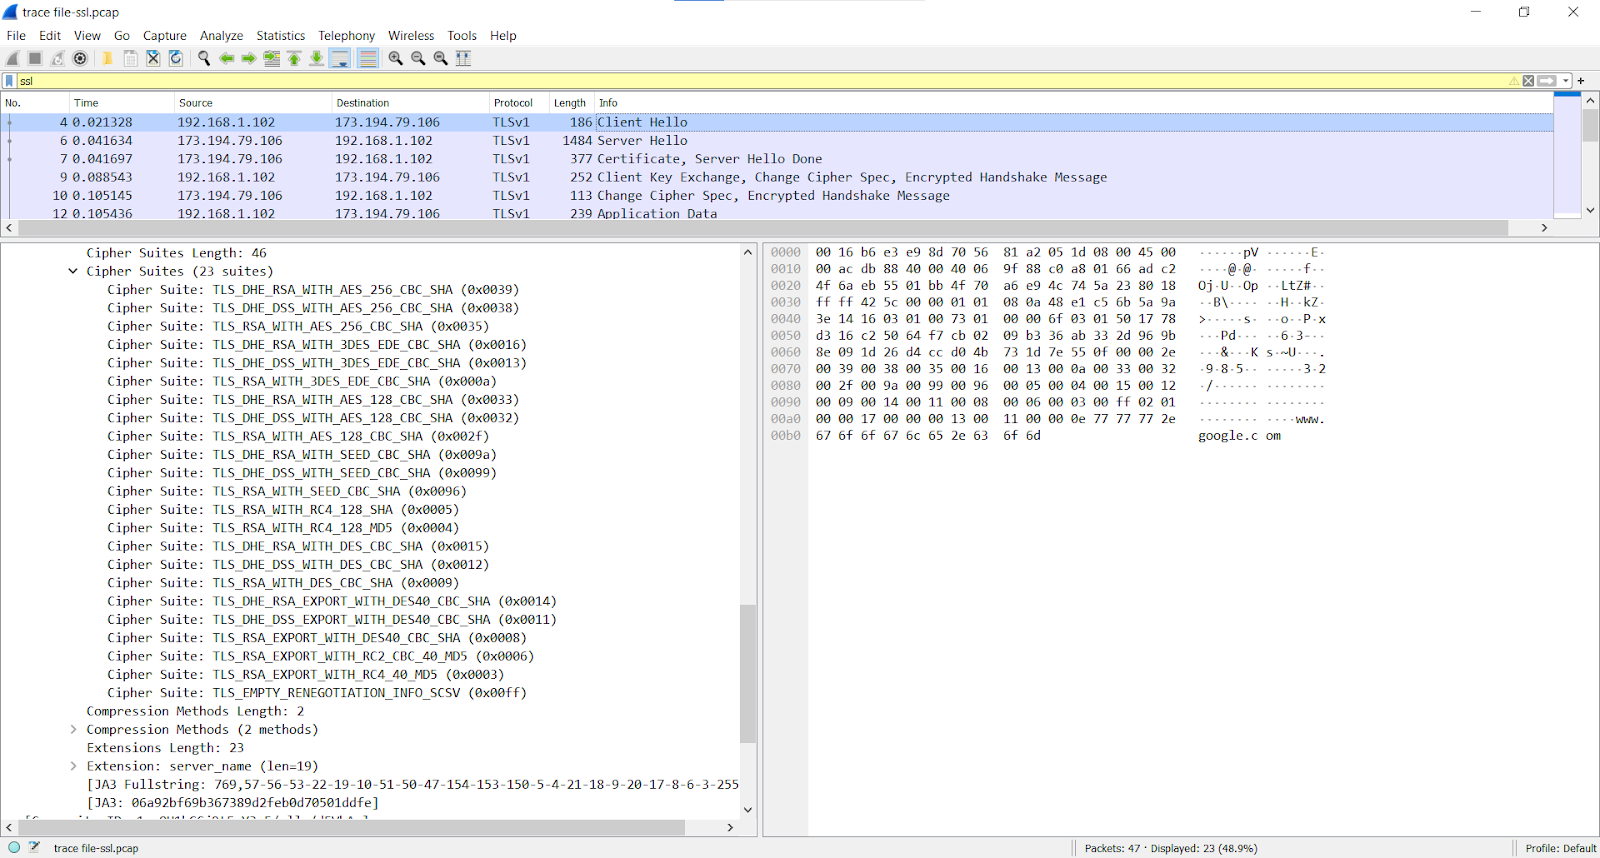 trace file-ssl.pcap
File Edit View Go Capture Analyze Statistics Telephony Wireless Tools Help
ssl
No. Time Source Destination Protocol Length Info
4 0.021328 192.168.1.102 173.194.79.106 TLSv1 186 Client Hello
6 0.041634 173.194.79.106 192.168.1.102 TLSv1 1484 Server Hello
7 0.041697 173.194.79.106 192.168.1.102 TLSv1 377 Certificate, Server Hello Done
9 0.088543 192.168.1.102 173.194.79.106 TLSv1 252 Client Key Exchange, Change Cipher Spec, Encrypted Handshake Message
10 0.105145 173.194.79.106 192.168.1.102 TLSv1 113 Change Cipher Spec, Encrypted Handshake Message
12 0.105436 192.168.1.102 173.194.79.106 TLSv1 239 Application Data
Cipher Suites Length: 46
Cipher Suites (23 suites)
Cipher Suite: TLS_DHE_RSA_WITH_AES_256_CBC_SHA (0x0039)
Cipher Suite: TLS_DHE_DSS_WITH_AES_256_CBC_SHA (0x0038)
Cipher Suite: TLS_RSA_WITH_AES_256_CBC_SHA (0x0035)
Cipher Suite: TLS_DHE_RSA_WITH_3DES_EDE_CBC_SHA (0x0016)
Cipher Suite: TLS_DHE_DSS_WITH_3DES_EDE_CBC_SHA (0x0013)
Cipher Suite: TLS_RSA_WITH_3DES_EDE_CBC_SHA (0x000a)
Cipher Suite: TLS_DHE_RSA_WITH_AES_128_CBC_SHA (0x0033)
Cipher Suite: TLS_DHE_DSS_WITH_AES_128_CBC_SHA (0x0032)
Cipher Suite: TLS_RSA_WITH_AES_128_CBC_SHA (0x002f)
Cipher Suite: TLS_DHE_RSA_WITH_SEED_CBC_SHA (0x009a)
Cipher Suite: TLS_DHE_DSS_WITH_SEED_CBC_SHA (0x0099)
Cipher Suite: TLS_RSA_WITH_SEED_CBC_SHA (0x0096)
Cipher Suite: TLS_RSA_WITH_RC4_128_SHA (0x0005)
Cipher Suite: TLS_RSA_WITH_RC4_128_MD5 (0x0004)
Cipher Suite: TLS_DHE_RSA_WITH_DES_CBC_SHA (0x0015)
Cipher Suite: TLS_DHE_DSS_WITH_DES_CBC_SHA (0x0012)
Cipher Suite: TLS_RSA_WITH_DES_CBC_SHA (0x0009)
Cipher Suite: TLS_DHE_RSA_EXPORT_WITH_DES40_CBC_SHA (0x0014)
Cipher Suite: TLS_DHE_DSS_EXPORT_WITH_DES40_CBC_SHA (0x0011)
Cipher Suite: TLS_RSA_EXPORT_WITH_DES40_CBC_SHA (0x0008)
Cipher Suite: TLS_RSA_EXPORT_WITH_RC2_CBC_40_MD5 (0x0006)
Cipher Suite: TLS_RSA_EXPORT_WITH_RC4_40_MD5 (0x0003)
Cipher Suite: TLS_EMPTY_RENEGOTIATION_INFO_SCSV (0x00ff)
Compression Methods Length: 2
Compression Methods (2 methods)
Extensions Length: 23
Extension: server_name (len=19)
[JA3 Fullstring: 769,57-56-53-22-19-10-51-50-47-154-153-150-5-4-21-18-9-20-17-8-6-3-255
[JA3: 06a92bf69b367389d2feb0d70501ddfe]
0000 00 16 b6 e3 e9 8d 70 56 81 a2 05 1d 08 00 45 00 ······pV ······E·
0010 00 ac db 88 40 00 40 06 9f 88 c0 a8 01 66 ad c2 ····@·@· ·····f··
0020 4f 6a eb 55 01 bb 4f 70 a6 e9 4c 74 5a 23 80 18 Oj·U··Op ··LtZ#··
0030 ff ff 42 5c 00 00 01 01 08 0a 48 e1 c5 6b 5a 9a ··B\···· ··H··kZ·
0040 3e 14 16 03 01 00 73 01 00 00 6f 03 01 50 17 78 >·····s· ··o··P·x
0050 d3 16 c2 50 64 f7 cb 02 09 b3 36 ab 33 2d 96 9b ···Pd··· ··6·3-··
0060 8e 09 1d 26 d4 cc d0 4b 73 1d 7e 55 0f 00 00 2e ···&···K s·~U···.
0070 00 39 00 38 00 35 00 16 00 13 00 0a 00 33 00 32 ·9·8·5·· ·····3·2
0080 00 2f 00 9a 00 99 00 96 00 05 00 04 00 15 00 12 ·/······ ········
0090 00 09 00 14 00 11 00 08 00 06 00 03 00 ff 02 01 ········ ········
00a0 00 00 17 00 00 00 13 00 11 00 00 0e 77 77 77 2e ········ ····www.
00b0 67 6f 6f 67 6c 65 2e 63 6f 6d google.c om
trace file-ssl.pcap
Packets: 47 · Displayed: 23 (48.9%)
Profile: Default